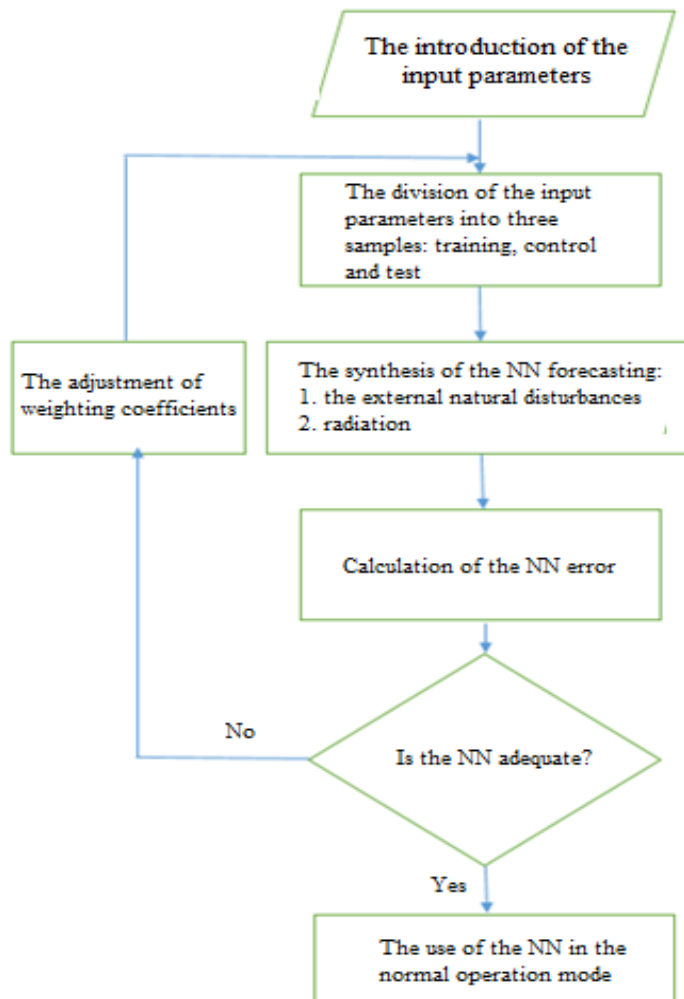 The introduction of the
input parameters
The division of the input
parameters into three
samples: training, control
and test
The adjustment of
weighting coefficients
The synthesis of the NN forecasting:
1. the external natural disturbances
2. radiation
Calculation of the NN error
No
Is the NN adequate?
Yes
The use of the NN in the
normal operation mode